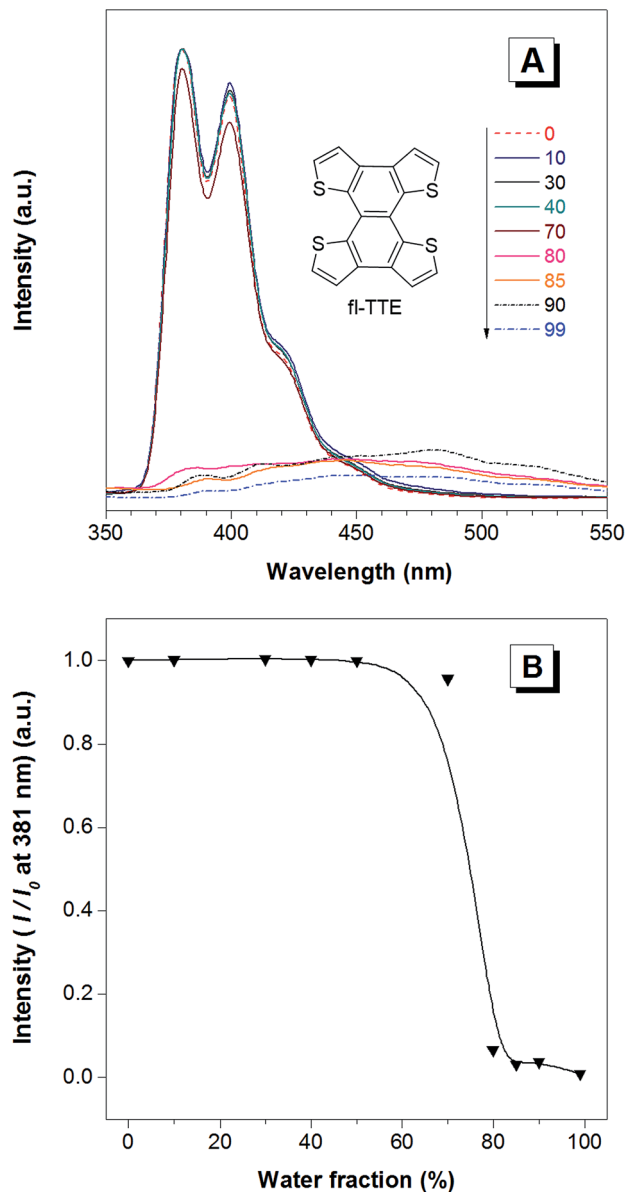 A
Intensity (a.u.)
0
10
30
40
70
80
85
90
99
S S
S S
fl-TTE
350 400 450 500 550
Wavelength (nm)
B
Intensity ( I / I0 at 381 nm) (a.u.)
1.0
0.8
0.6
0.4
0.2
0.0
0 20 40 60 80 100
Water fraction (%)